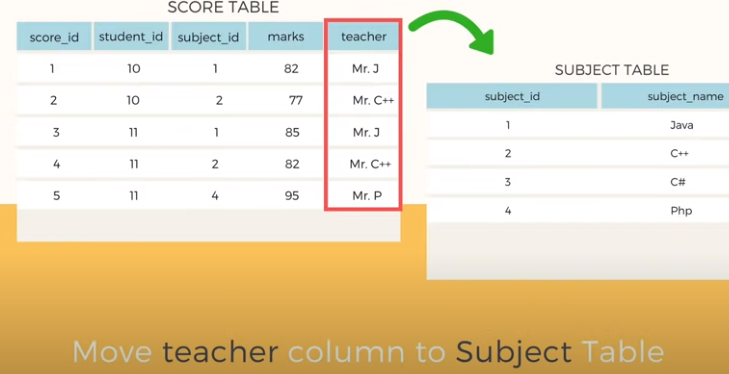 SCORE TABLE
score_id student_id subject_id marks teacher
1 10 1 82 Mr. J
2 10 2 77 Mr. C++
3 11 1 85 Mr. J
4 11 2 82 Mr. C++
5 11 4 95 Mr. P
SUBJECT TABLE
subject_id subject_name
1 Java
2 C++
3 C#
4 Php
Move teacher column to Subject Table